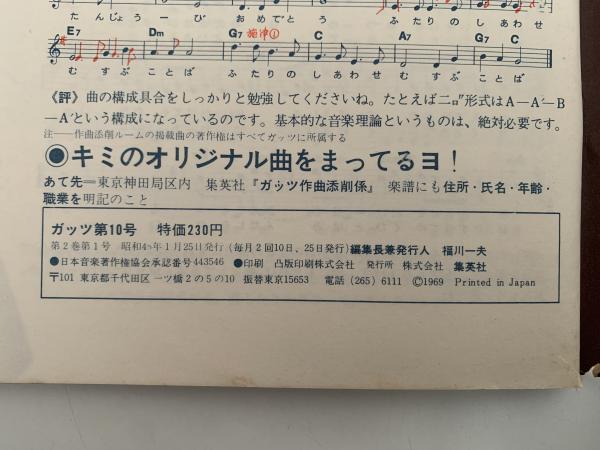 たんじょうーび おめでとう ふたりのしあわせ
E7 Dm G7 施律① C A7 G7 C
むすぶことば ふたりのしあわせ むすぶことば
《評》曲の構成具合をしっかりと勉強してくださいね。たとえば二部形式はA―A′―B
―A′という構成になっているのです。基本的な音楽理論というものは、絶対必要です。
注――作曲添削ルームの掲載曲の著作権はすべてガッツに所属する
●キミのオリジナル曲をまってるヨ!
あて先=東京神田局区内 集英社『ガッツ作曲添削係』 楽譜にも住所・氏名・年齢・
職業を明記のこと
ガッツ第10号 特価230円
第2巻第1号 昭和4年1月25日発行(毎月2回10日、25日発行)編集長兼発行人 福川一夫
●日本音楽著作権協会承認番号443546 ●印刷 凸版印刷株式会社 発行所 株式会社 集英社
〒101 東京都千代田区一ツ橋2の5の10 振替東京15653 電話(265)6111 ©1969 Printed in Japan